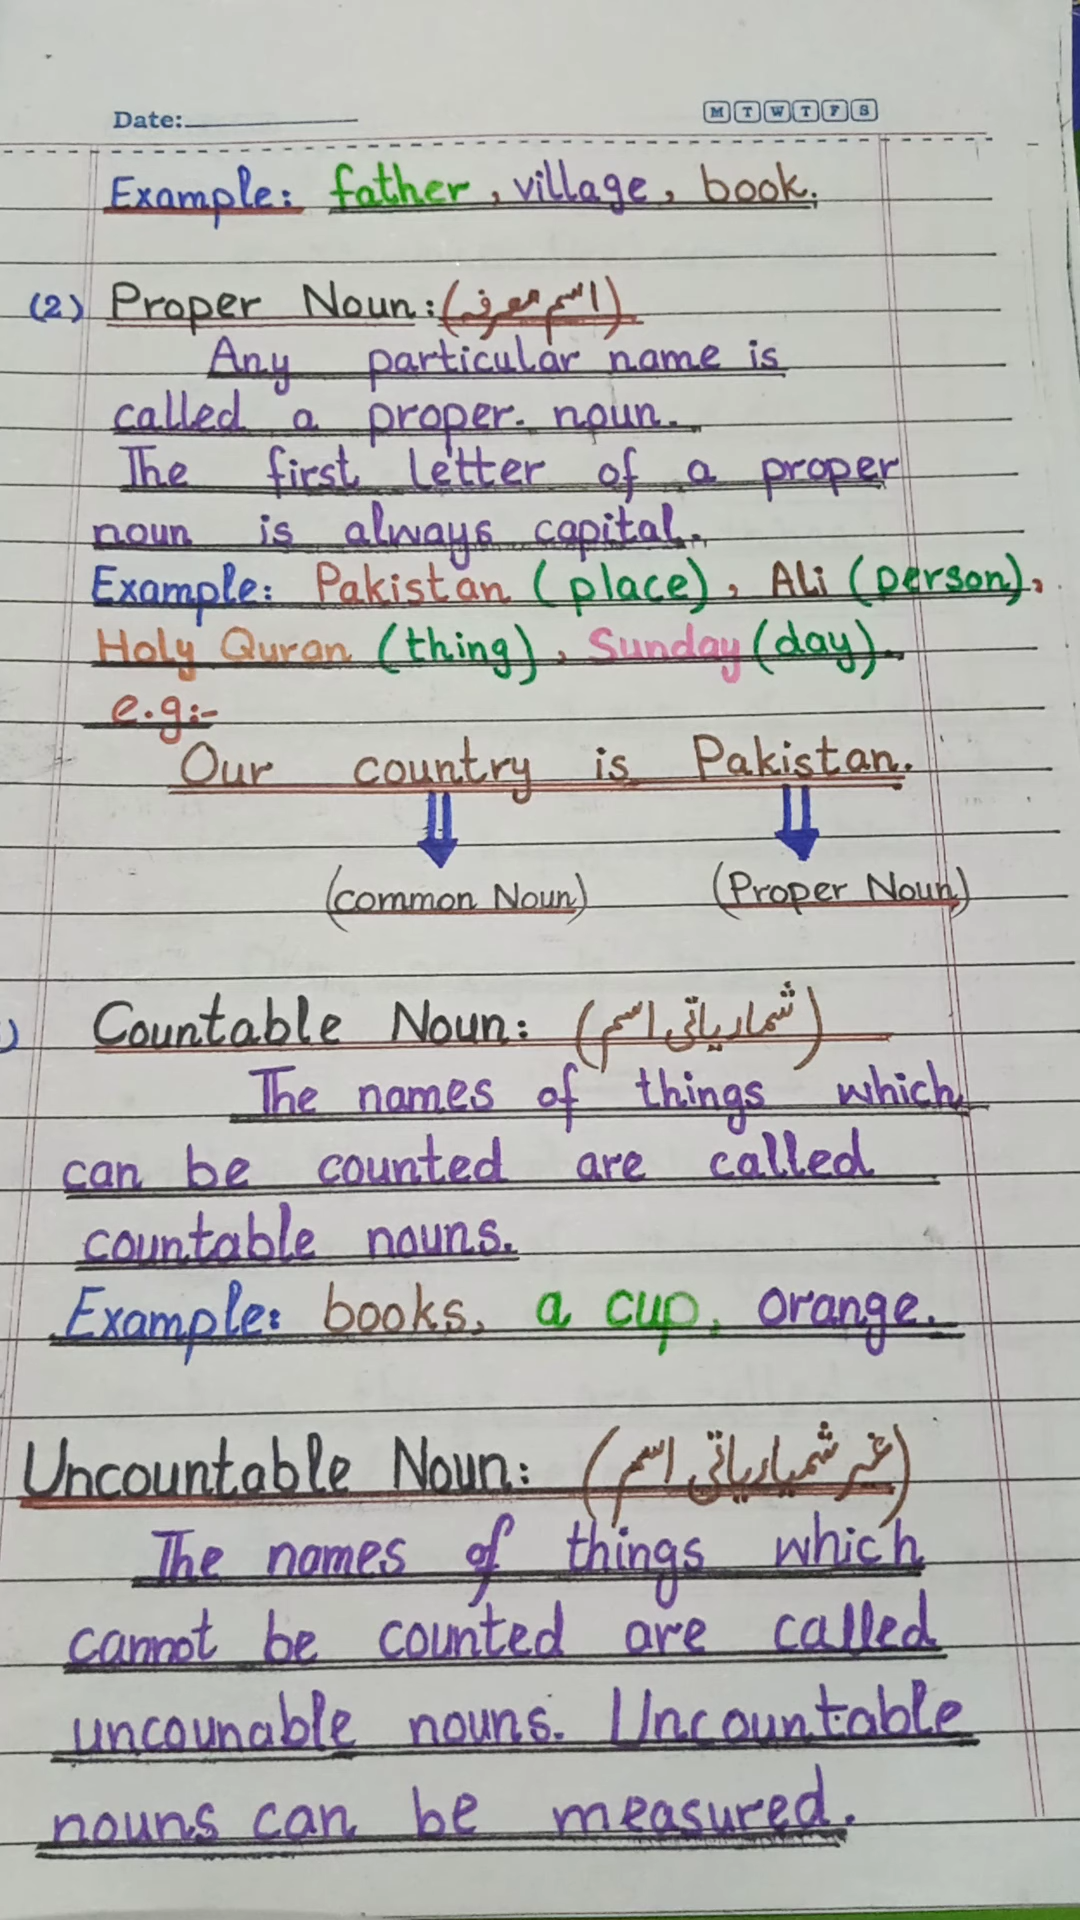 Date:
M T W T F S
Example: father, village, book.
(2) Proper Noun: (اسم معرفہ)
Any particular name is
called a proper noun.
The first letter of a proper
noun is always capital.
Example: Pakistan (place), Ali (person),
Holy Quran (thing), Sunday (day).
e.g:-
Our country is Pakistan.
(common Noun) (Proper Noun)
) Countable Noun: (شماریاتی اسم)
The names of things which
can be counted are called
countable nouns.
Example: books, a cup, orange.
Uncountable Noun: (غیر شمیاریاتی اسم)
The names of things which
cannot be counted are called
uncounable nouns. Uncountable
nouns can be measured.